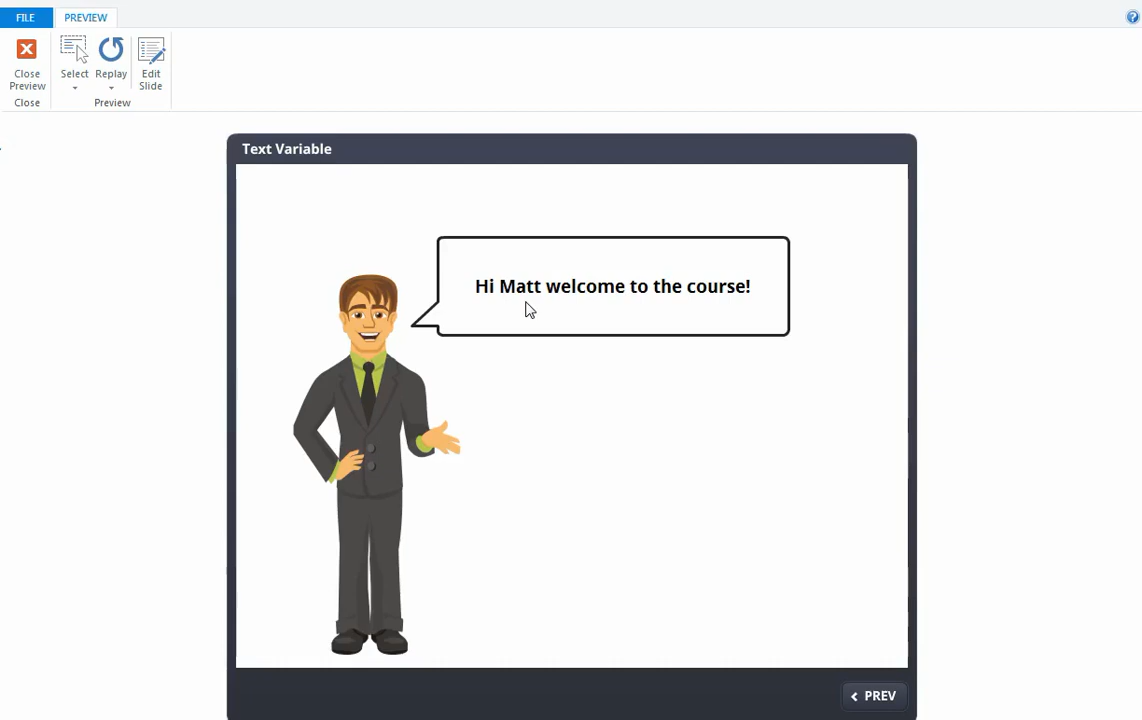 FILE
PREVIEW
Close
Preview
Select
Replay
Edit
Slide
Close
Preview
Text Variable
Hi Matt welcome to the course!
PREV